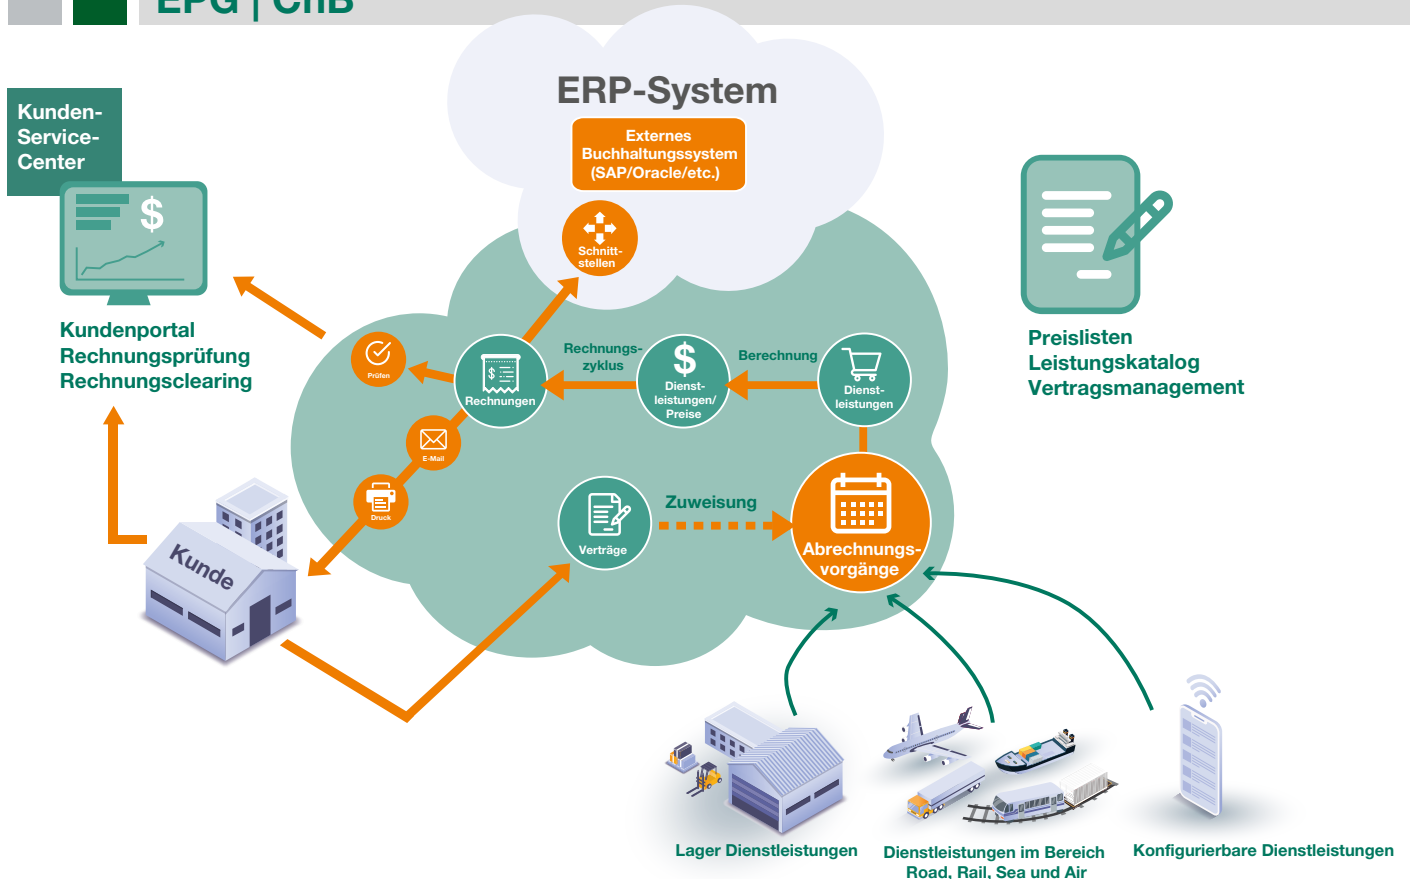 EPG | CnB
ERP-System
Externes
Buchhaltungssystem
(SAP/Oracle/etc.)
Schnitt-
stellen
Kunden-
Service-
Center
$
Kundenportal
Rechnungsprüfung
Rechnungsclearing
Preislisten
Leistungskatalog
Vertragsmanagement
Prüfen
$
Rechnungen
Rechnungs-
zyklus
$
Dienst-
leistungen/
Preise
Berechnung
Dienst-
leistungen
E-Mail
Druck
Kunde
Verträge
Zuweisung
Abrechnungs-
vorgänge
Lager Dienstleistungen
Dienstleistungen im Bereich
Road, Rail, Sea und Air
Konfigurierbare Dienstleistungen